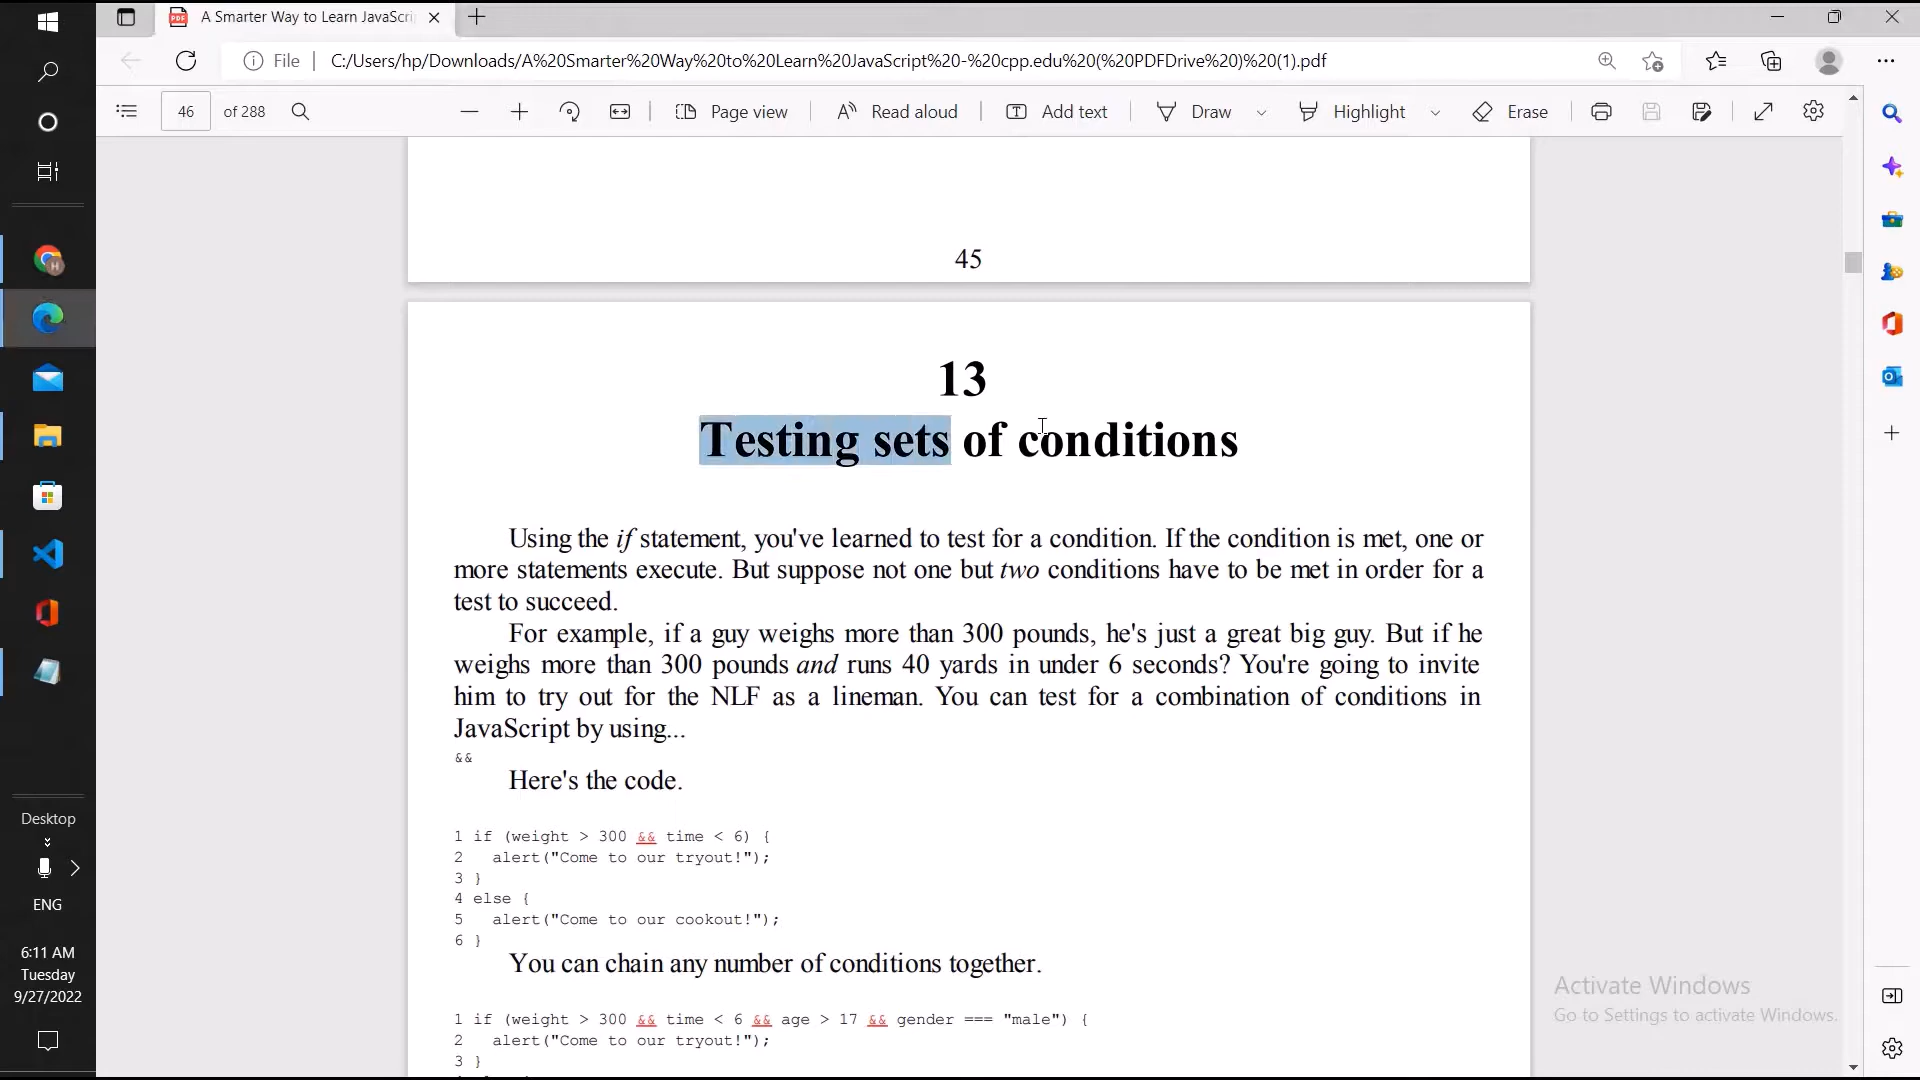 A Smarter Way to Learn JavaScri
File
C:/Users/hp/Downloads/A%20Smarter%20Way%20to%20Learn%20JavaScript%20-%20cpp.edu%20(%20PDFDrive%20)%20(1).pdf
46 of 288
Page view
Read aloud
Add text
Draw
Highlight
Erase
45
13
Testing sets of conditions
Using the if statement, you've learned to test for a condition. If the condition is met, one or
more statements execute. But suppose not one but two conditions have to be met in order for a
test to succeed.
For example, if a guy weighs more than 300 pounds, he's just a great big guy. But if he
weighs more than 300 pounds and runs 40 yards in under 6 seconds? You're going to invite
him to try out for the NLF as a lineman. You can test for a combination of conditions in
JavaScript by using...
&&
Here's the code.
1 if (weight > 300 && time < 6) {
2   alert("Come to our tryout!");
3 }
4 else {
5   alert("Come to our cookout!");
6 }
You can chain any number of conditions together.
1 if (weight > 300 && time < 6 && age > 17 && gender === "male") {
2   alert("Come to our tryout!");
3 }
Activate Windows
Go to Settings to activate Windows.
Desktop
ENG
6:11 AM
Tuesday
9/27/2022